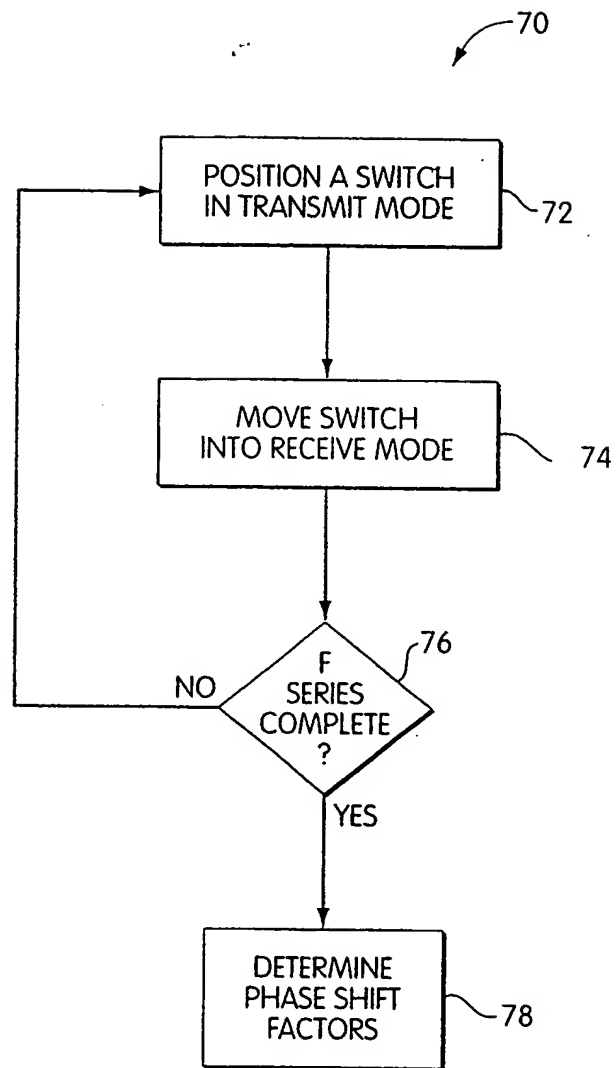 70
POSITION A SWITCH
IN TRANSMIT MODE
72
MOVE SWITCH
INTO RECEIVE MODE
74
76
F
SERIES
COMPLETE
?
NO
YES
DETERMINE
PHASE SHIFT
FACTORS
78